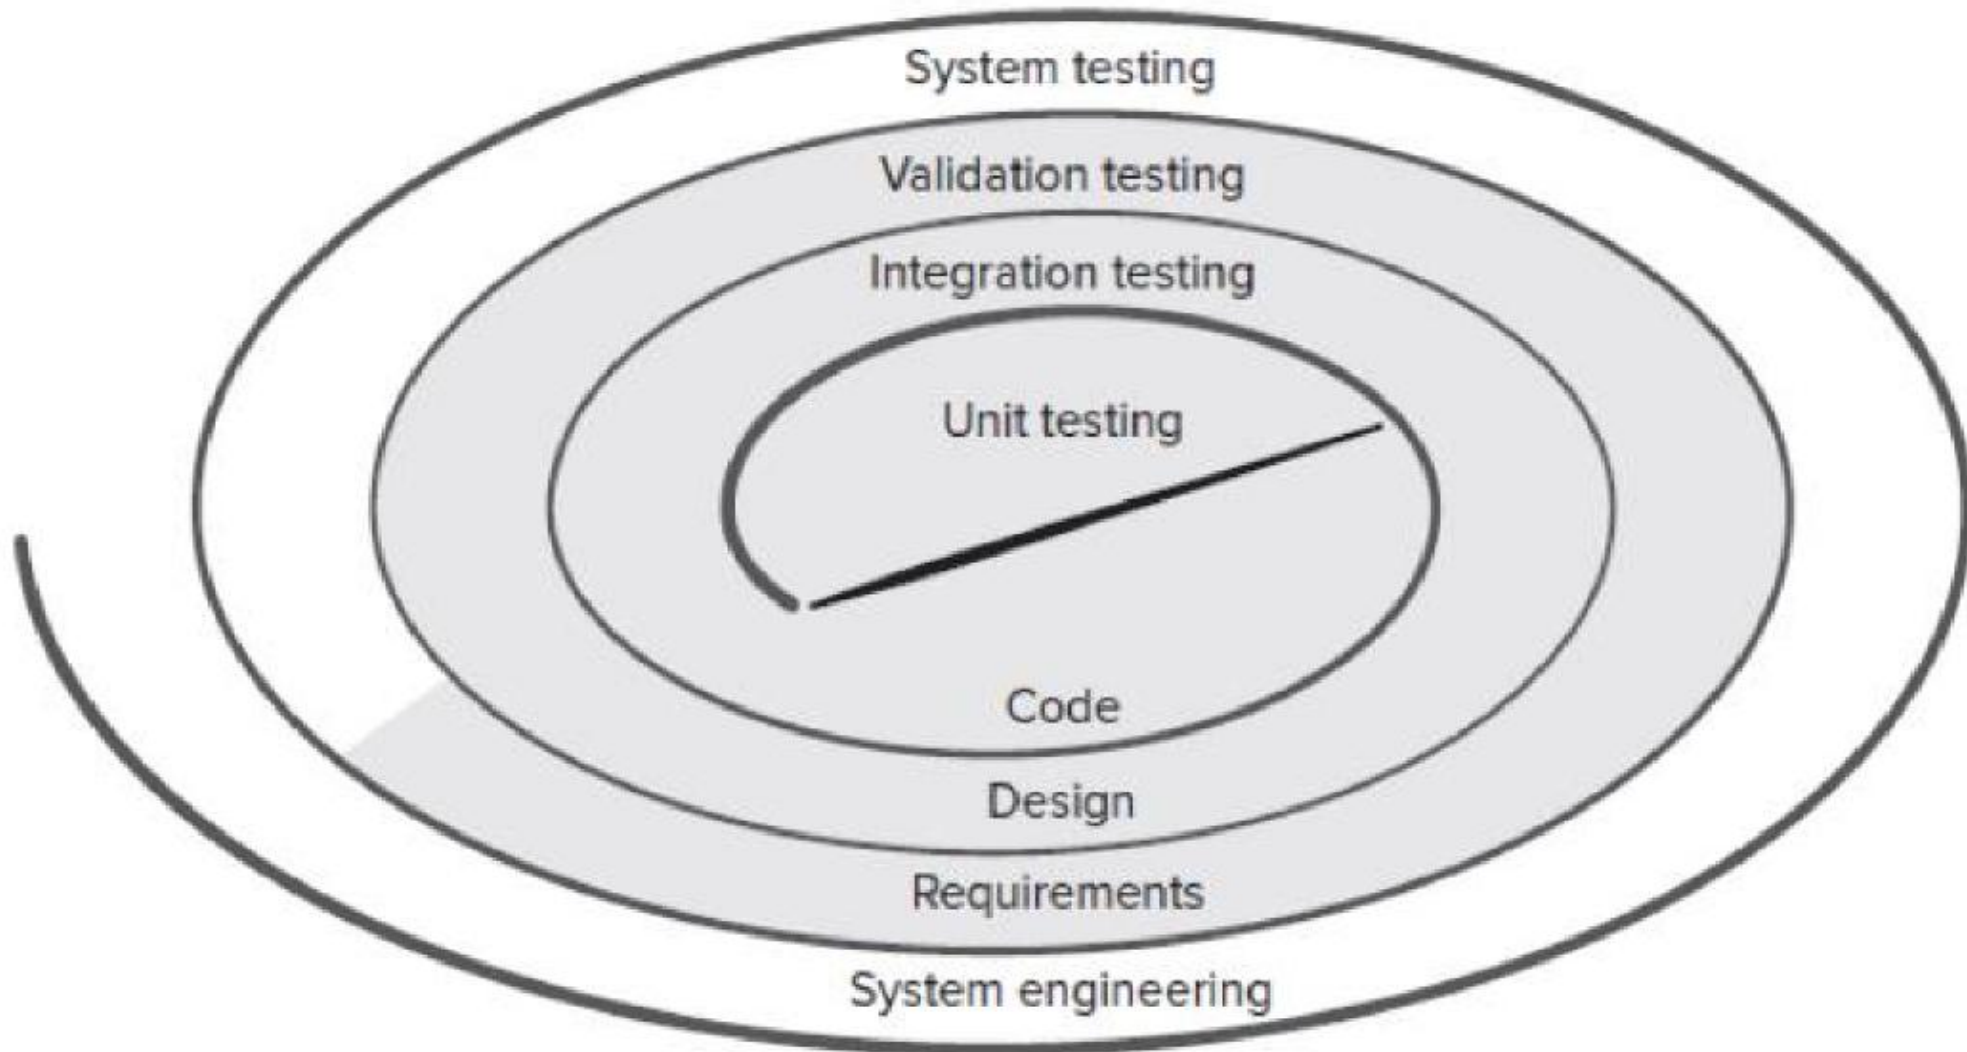 System testing
Validation testing
Integration testing
Unit testing
Code
Design
Requirements
System engineering